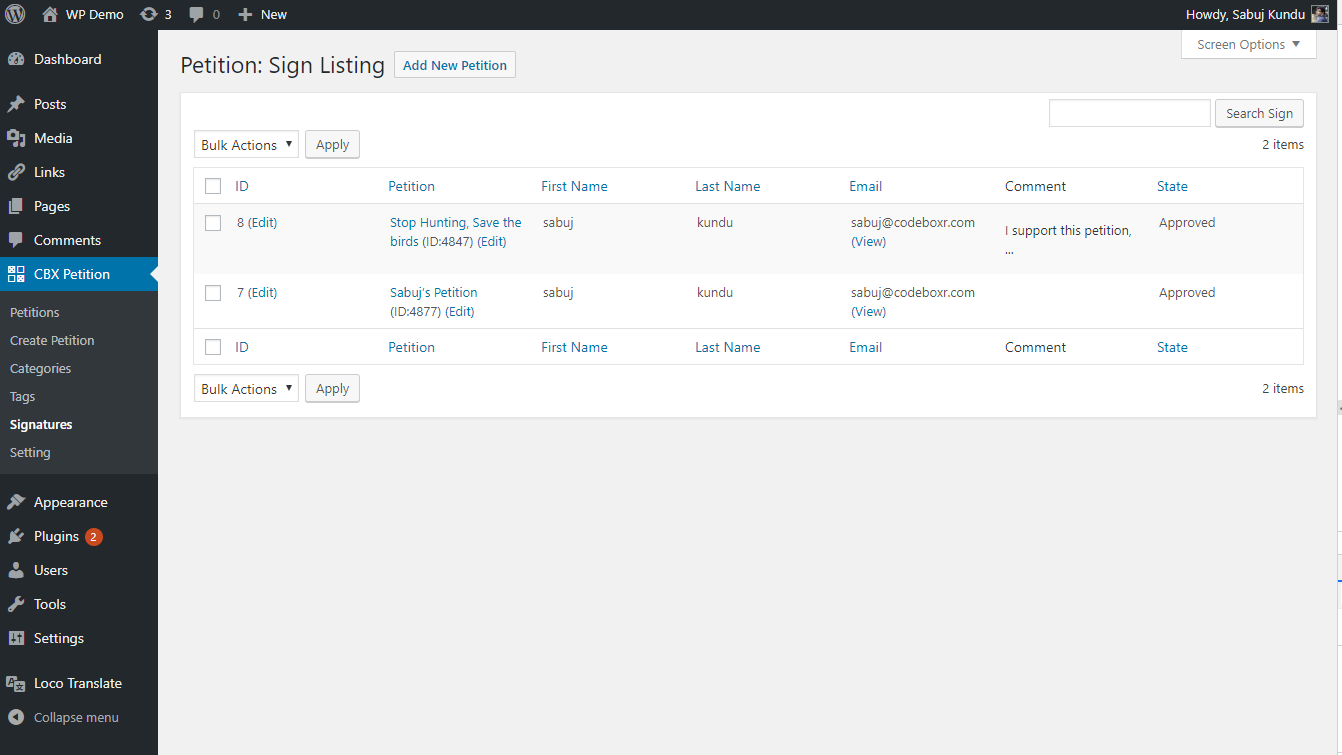 WP Demo 3 0 New Howdy, Sabuj Kundu
Screen Options ▼
Dashboard
Posts
Media
Links
Pages
Comments
CBX Petition
Petitions
Create Petition
Categories
Tags
Signatures
Setting
Appearance
Plugins 2
Users
Tools
Settings
Loco Translate
Collapse menu
Petition: Sign Listing Add New Petition
Search Sign
Bulk Actions ▼ Apply 2 items
ID Petition First Name Last Name Email Comment State
8 (Edit) Stop Hunting, Save the sabuj kundu sabuj@codeboxr.com I support this petition, Approved
birds (ID:4847) (Edit) (View) ...
7 (Edit) Sabuj's Petition sabuj kundu sabuj@codeboxr.com Approved
(ID:4877) (Edit) (View)
ID Petition First Name Last Name Email Comment State
Bulk Actions ▼ Apply 2 items